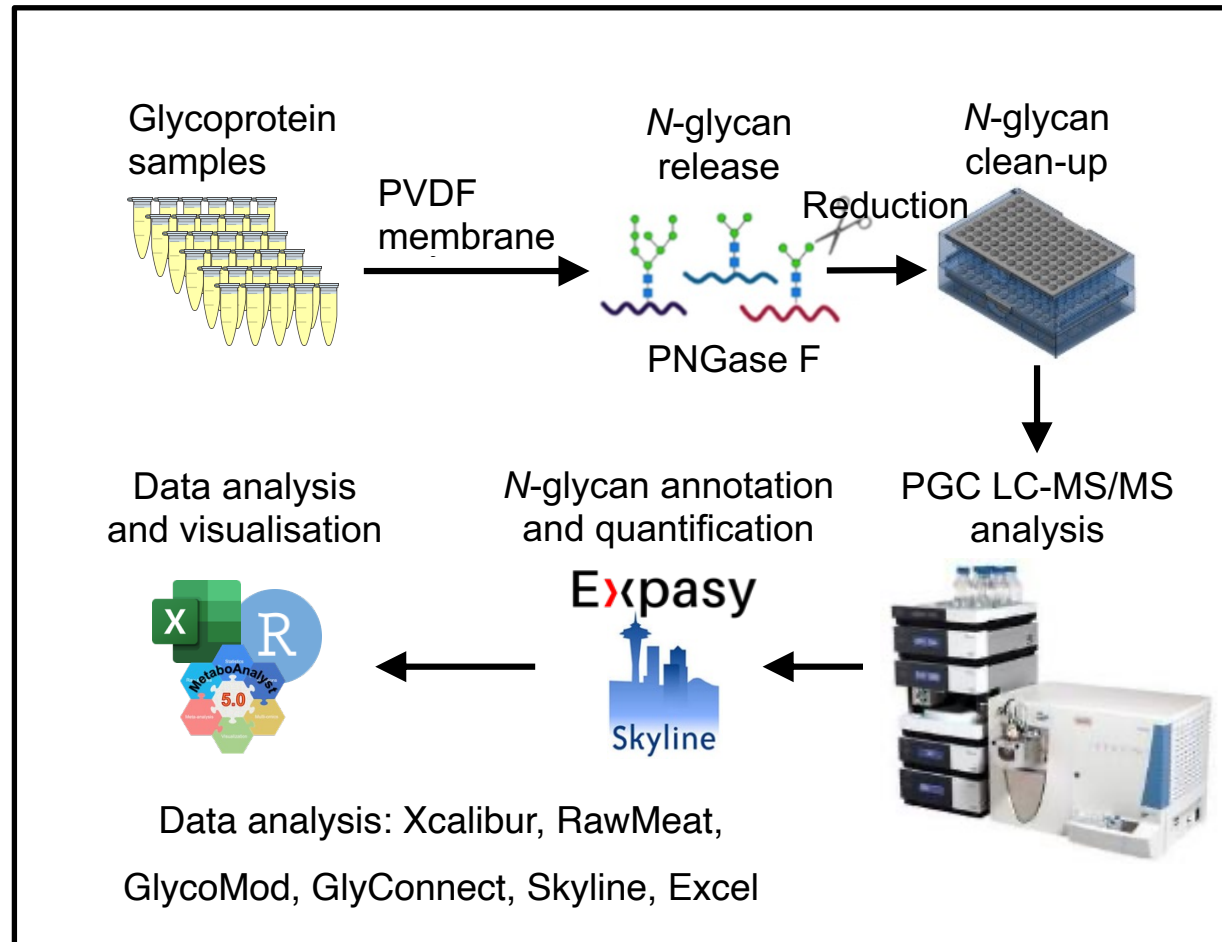 Glycoprotein
samples
PVDF
membrane
N-glycan
release
Reduction
N-glycan
clean-up
PNGase F
PGC LC-MS/MS
analysis
N-glycan annotation
and quantification
Expasy
Skyline
Data analysis
and visualisation
X
R
MetaboAnalyst
5.0
Data analysis: Xcalibur, RawMeat,
GlycoMod, GlyConnect, Skyline, Excel